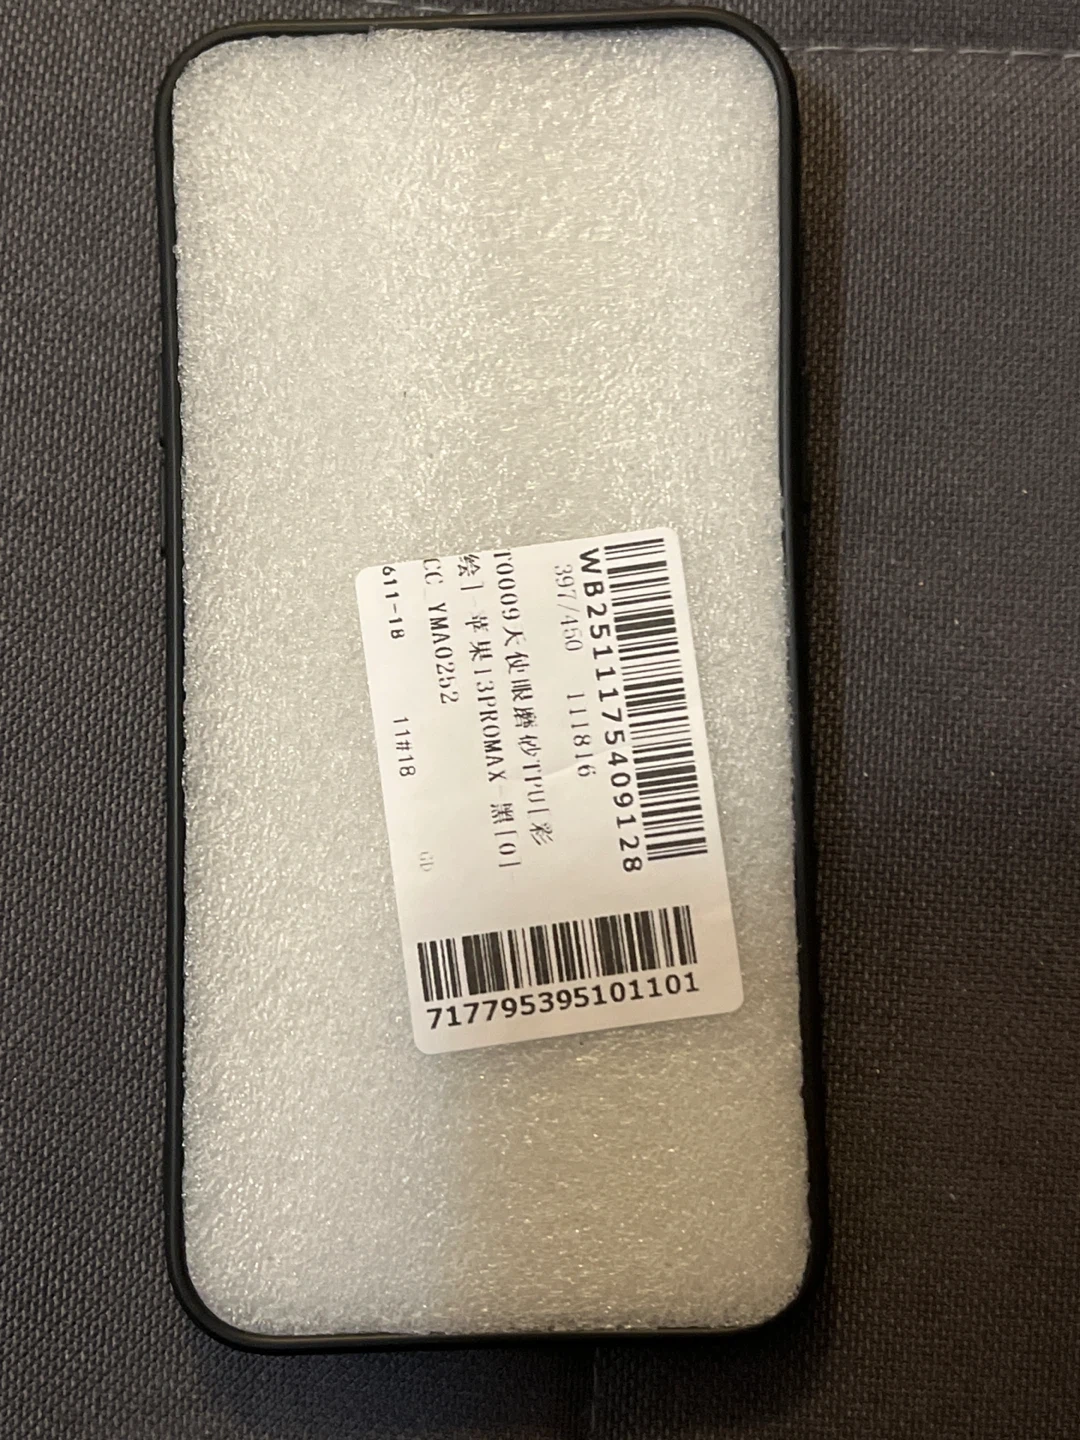 WB2511175409128
397/450 111816
T0009天使眼磨砂TPU[彩
绘]-苹果13PROMAX-黑[0]
CC_YMA0252
611-18 11#18
GD
717795395101101